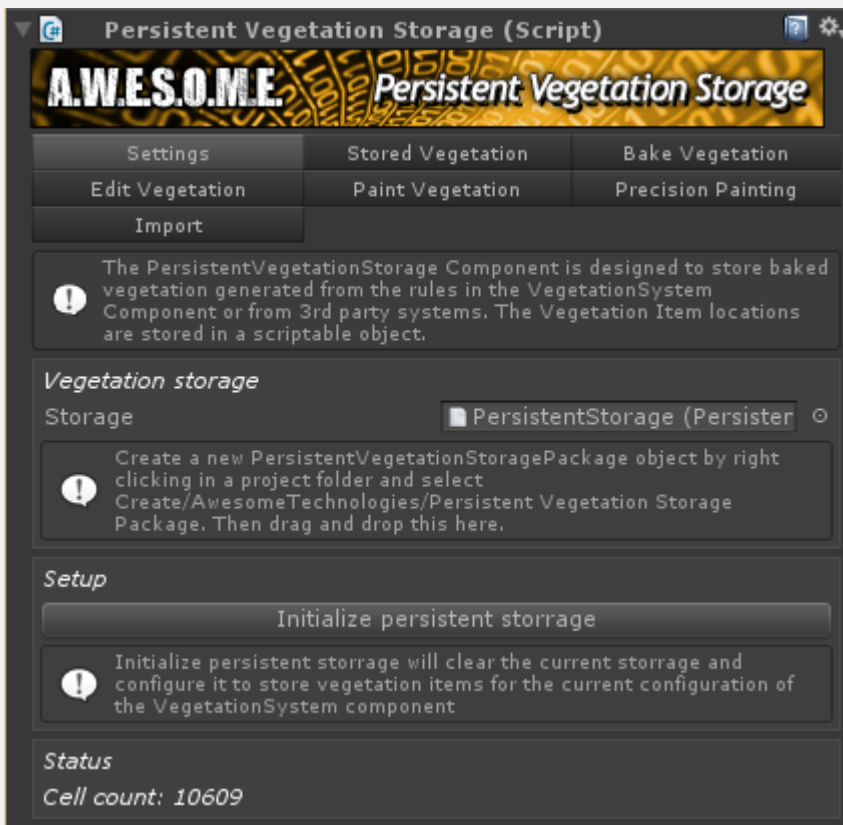 Persistent Vegetation Storage (Script)
A.W.E.S.O.M.E. Persistent Vegetation Storage
Settings Stored Vegetation Bake Vegetation
Edit Vegetation Paint Vegetation Precision Painting
Import
The PersistentVegetationStorage Component is designed to store baked
vegetation generated from the rules in the VegetationSystem
Component or from 3rd party systems. The Vegetation Item locations
are stored in a scriptable object.
Vegetation storage
Storage PersistentStorage (Persister
Create a new PersistentVegetationStoragePackage object by right
clicking in a project folder and select
Create/AwesomeTechnologies/Persistent Vegetation Storage
Package. Then drag and drop this here.
Setup
Initialize persistent storrage
Initialize persistent storrage will clear the current storrage and
configure it to store vegetation items for the current configuration of
the VegetationSystem component
Status
Cell count: 10609